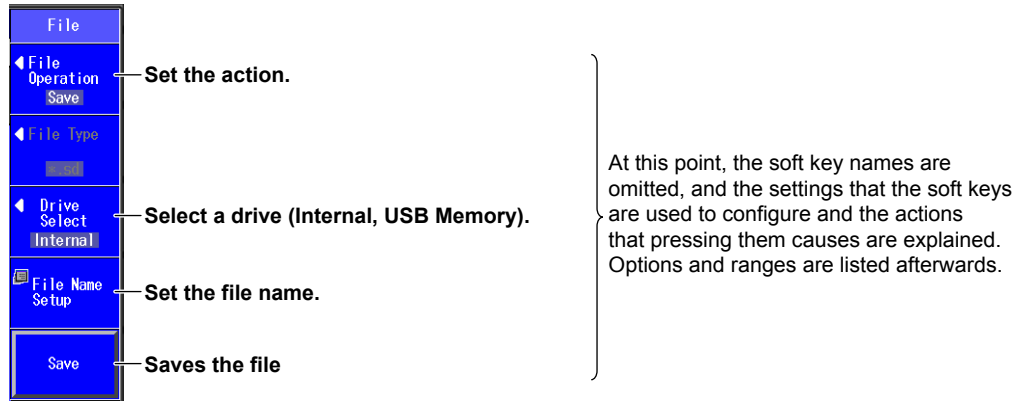 File
File
Operation
Save
Set the action.
File Type
*.sd
Drive
Select
Internal
Select a drive (Internal, USB Memory).
File Name
Setup
Set the file name.
Save
Saves the file
At this point, the soft key names are
omitted, and the settings that the soft keys
are used to configure and the actions
that pressing them causes are explained.
Options and ranges are listed afterwards.